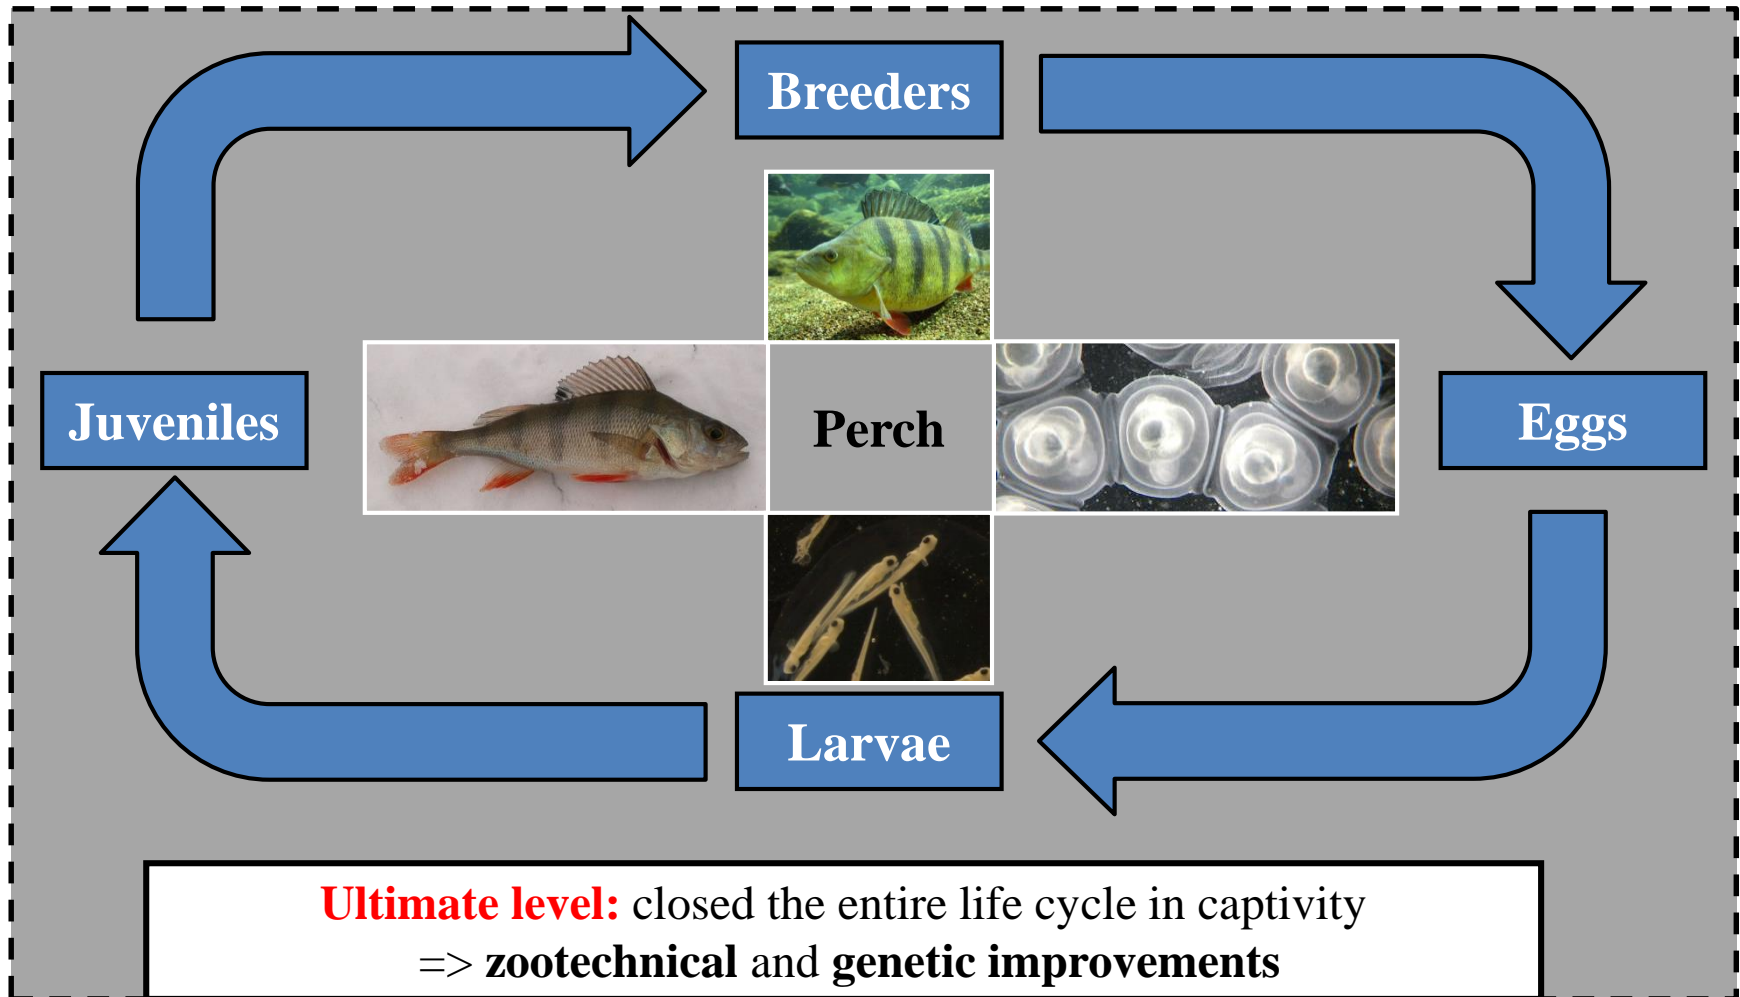 Breeders
Juveniles
Perch
Eggs
Larvae
Ultimate level: closed the entire life cycle in captivity
=> zootechnical and genetic improvements